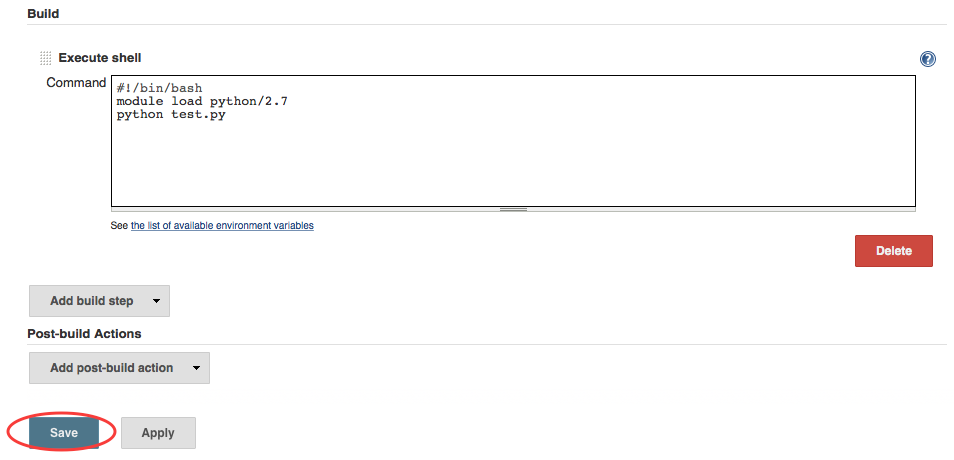 Build
Execute shell
?
Command
#!/bin/bash
module load python/2.7
python test.py
See the list of available environment variables
Delete
Add build step
Post-build Actions
Add post-build action
Save
Apply